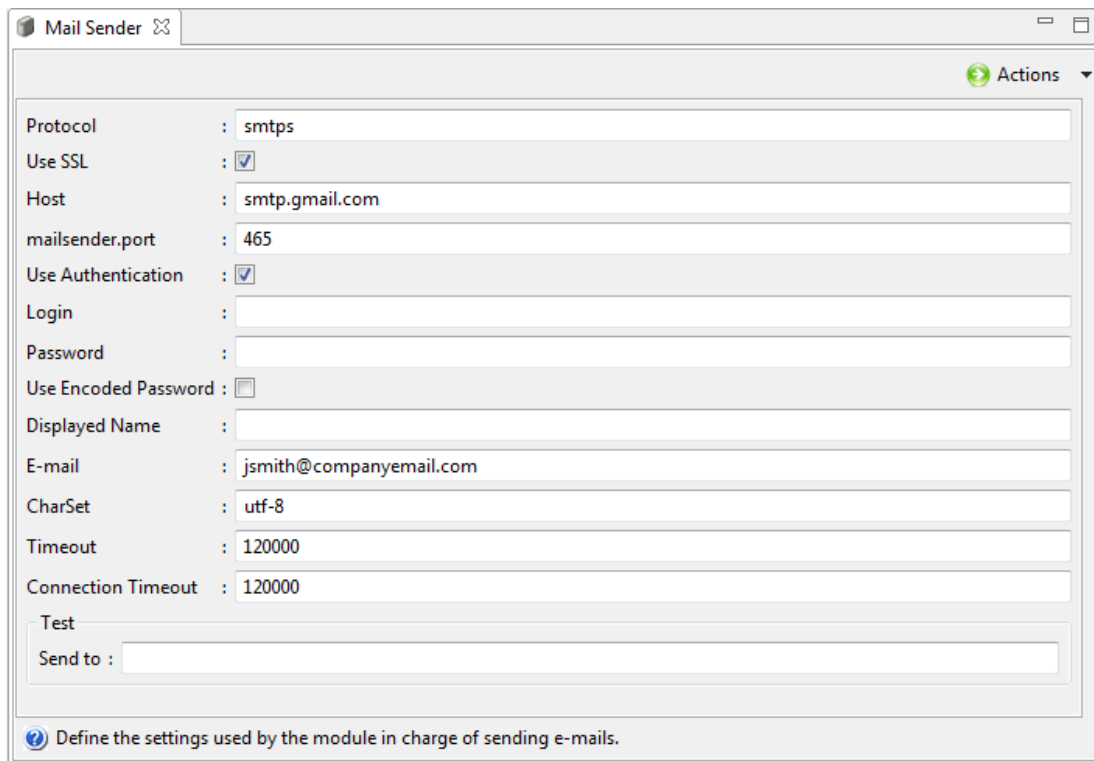 Mail Sender
Actions
Protocol : smtps
Use SSL :
Host : smtp.gmail.com
mailsender.port : 465
Use Authentication :
Login :
Password :
Use Encoded Password :
Displayed Name :
E-mail : jsmith@companyemail.com
CharSet : utf-8
Timeout : 120000
Connection Timeout : 120000
Test
Send to :
Define the settings used by the module in charge of sending e-mails.